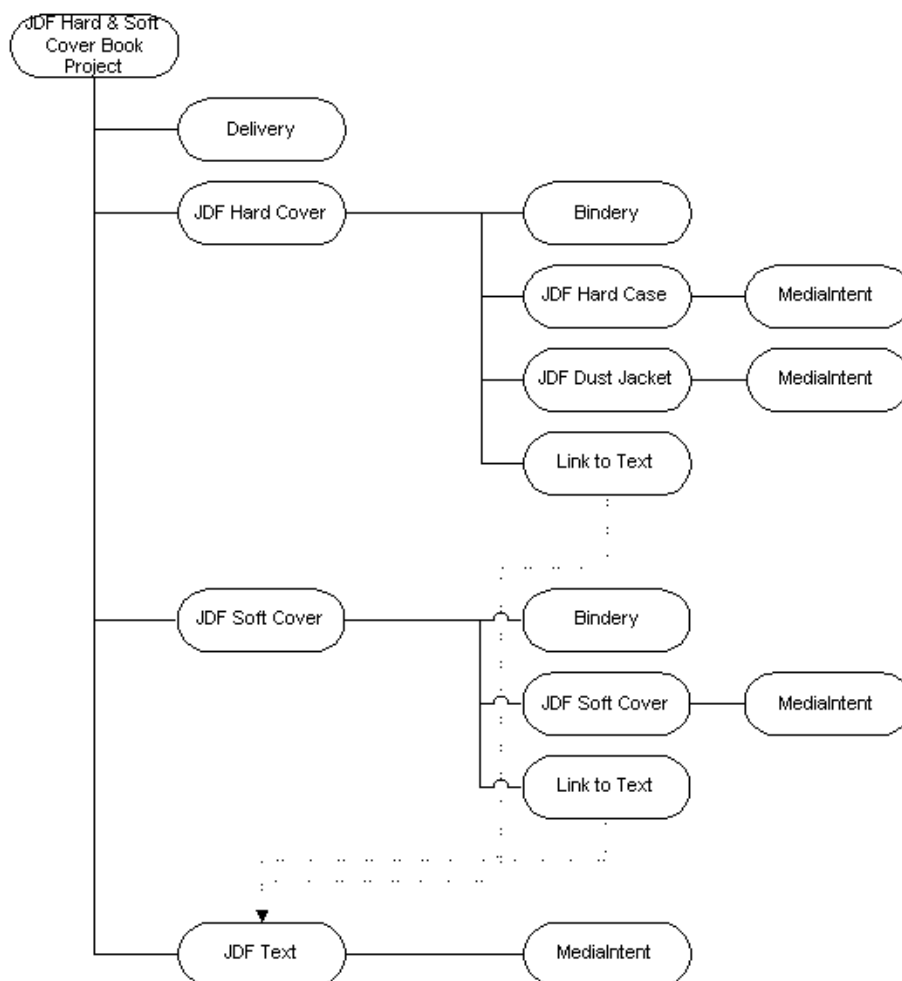 JDF Hard & Soft
Cover Book
Project
Delivery
JDF Hard Cover
Bindery
JDF Hard Case
MediaIntent
JDF Dust Jacket
MediaIntent
Link to Text
JDF Soft Cover
Bindery
JDF Soft Cover
MediaIntent
Link to Text
JDF Text
MediaIntent